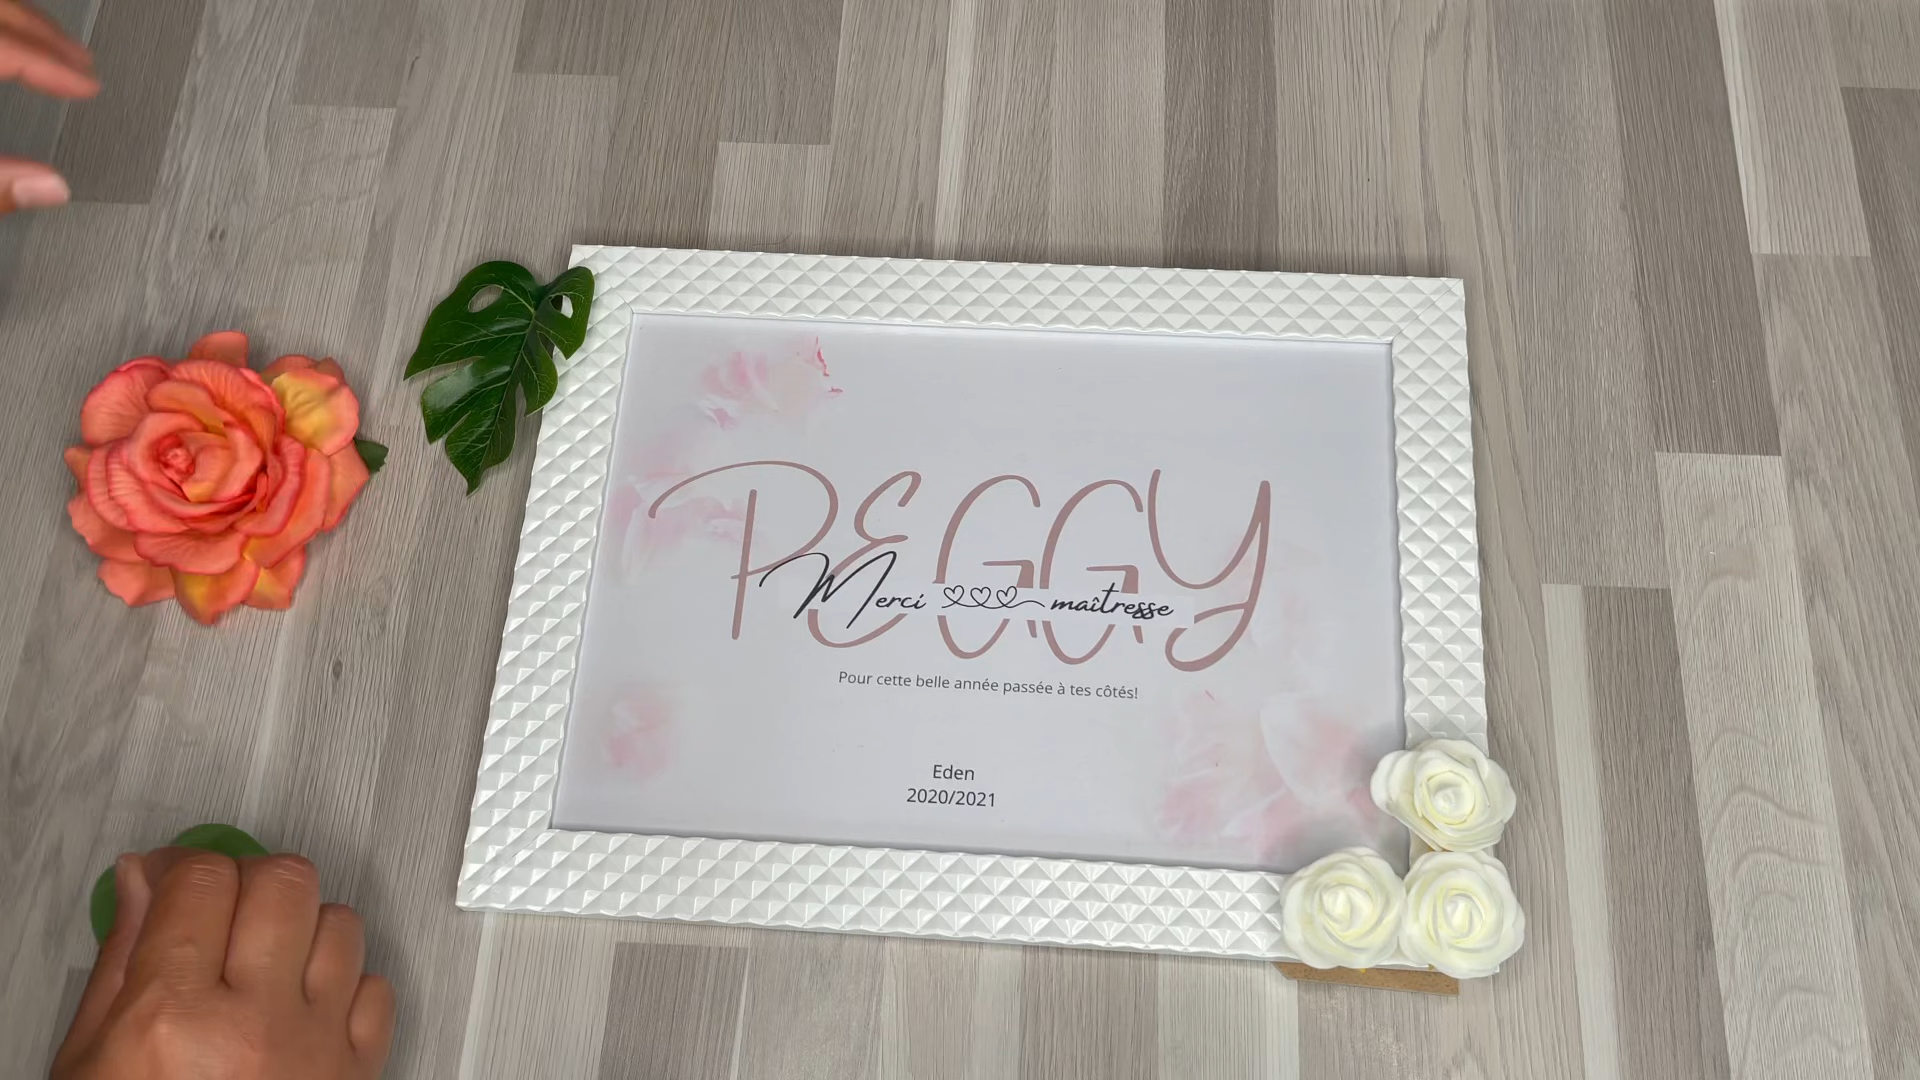 PEGGY
Merci maîtresse
Pour cette belle année passée à tes côtés!
Eden
2020/2021